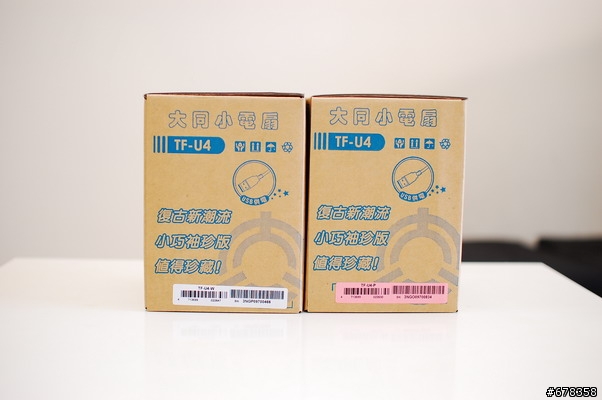 大同小電扇
TF-U4
USB供電
復古新潮流
小巧袖珍版
值得珍藏!
TF-U4-W
大同小電扇
TF-U4
USB供電
復古新潮流
小巧袖珍版
值得珍藏!
TF-U4-P
#678358